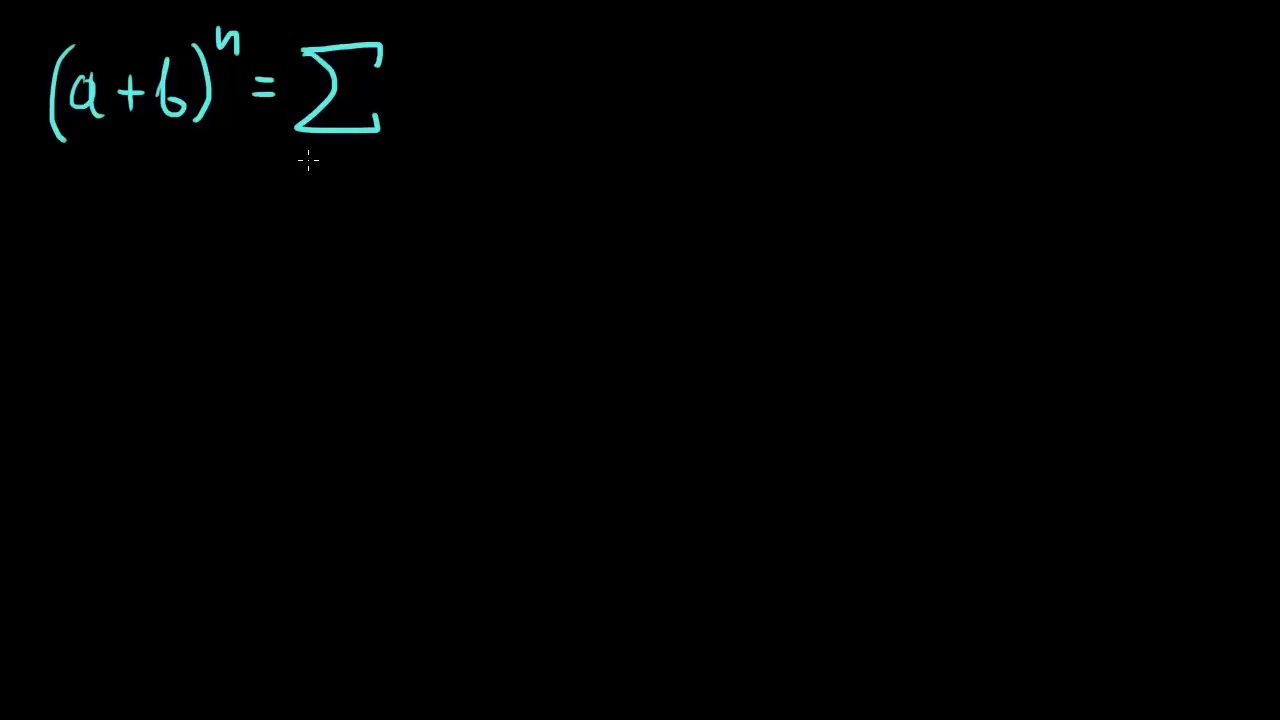 (a+b)^n = ∑